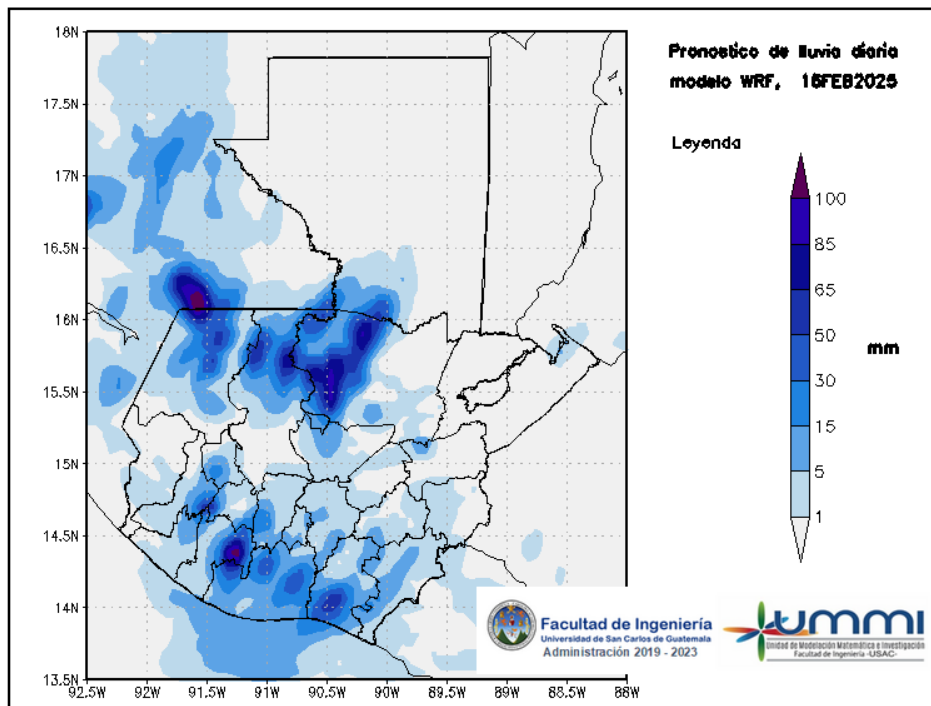 18N
17.5N
17N
16.5N
16N
15.5N
15N
14.5N
14N
13.5N
92.5W 92W 91.5W 91W 90.5W 90W 89.5W 89W 88.5W 88W
Pronostico de lluvia diaria
modelo WRF, 16FEB2025
Leyenda
100
85
65
50
30
15
5
1
mm
Facultad de Ingeniería
Universidad de San Carlos de Guatemala
Administración 2019 - 2023
UMMI
Unidad de Modelación Matemática e Investigación
Facultad de Ingeniería -USAC-